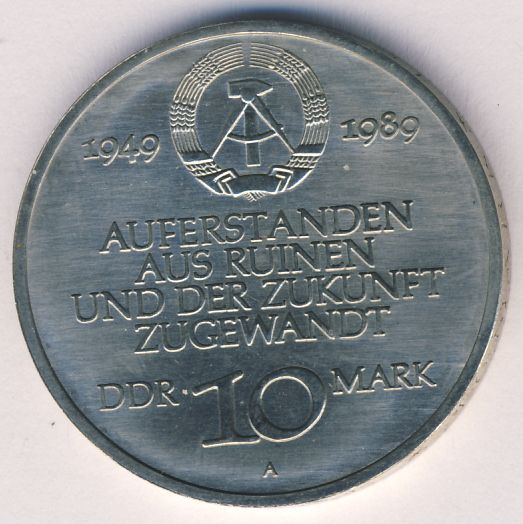 1949 1989
AUFERSTANDEN
AUS RUINEN
UND DER ZUKUNFT
ZUGEWANDT
DDR · 10 MARK
A